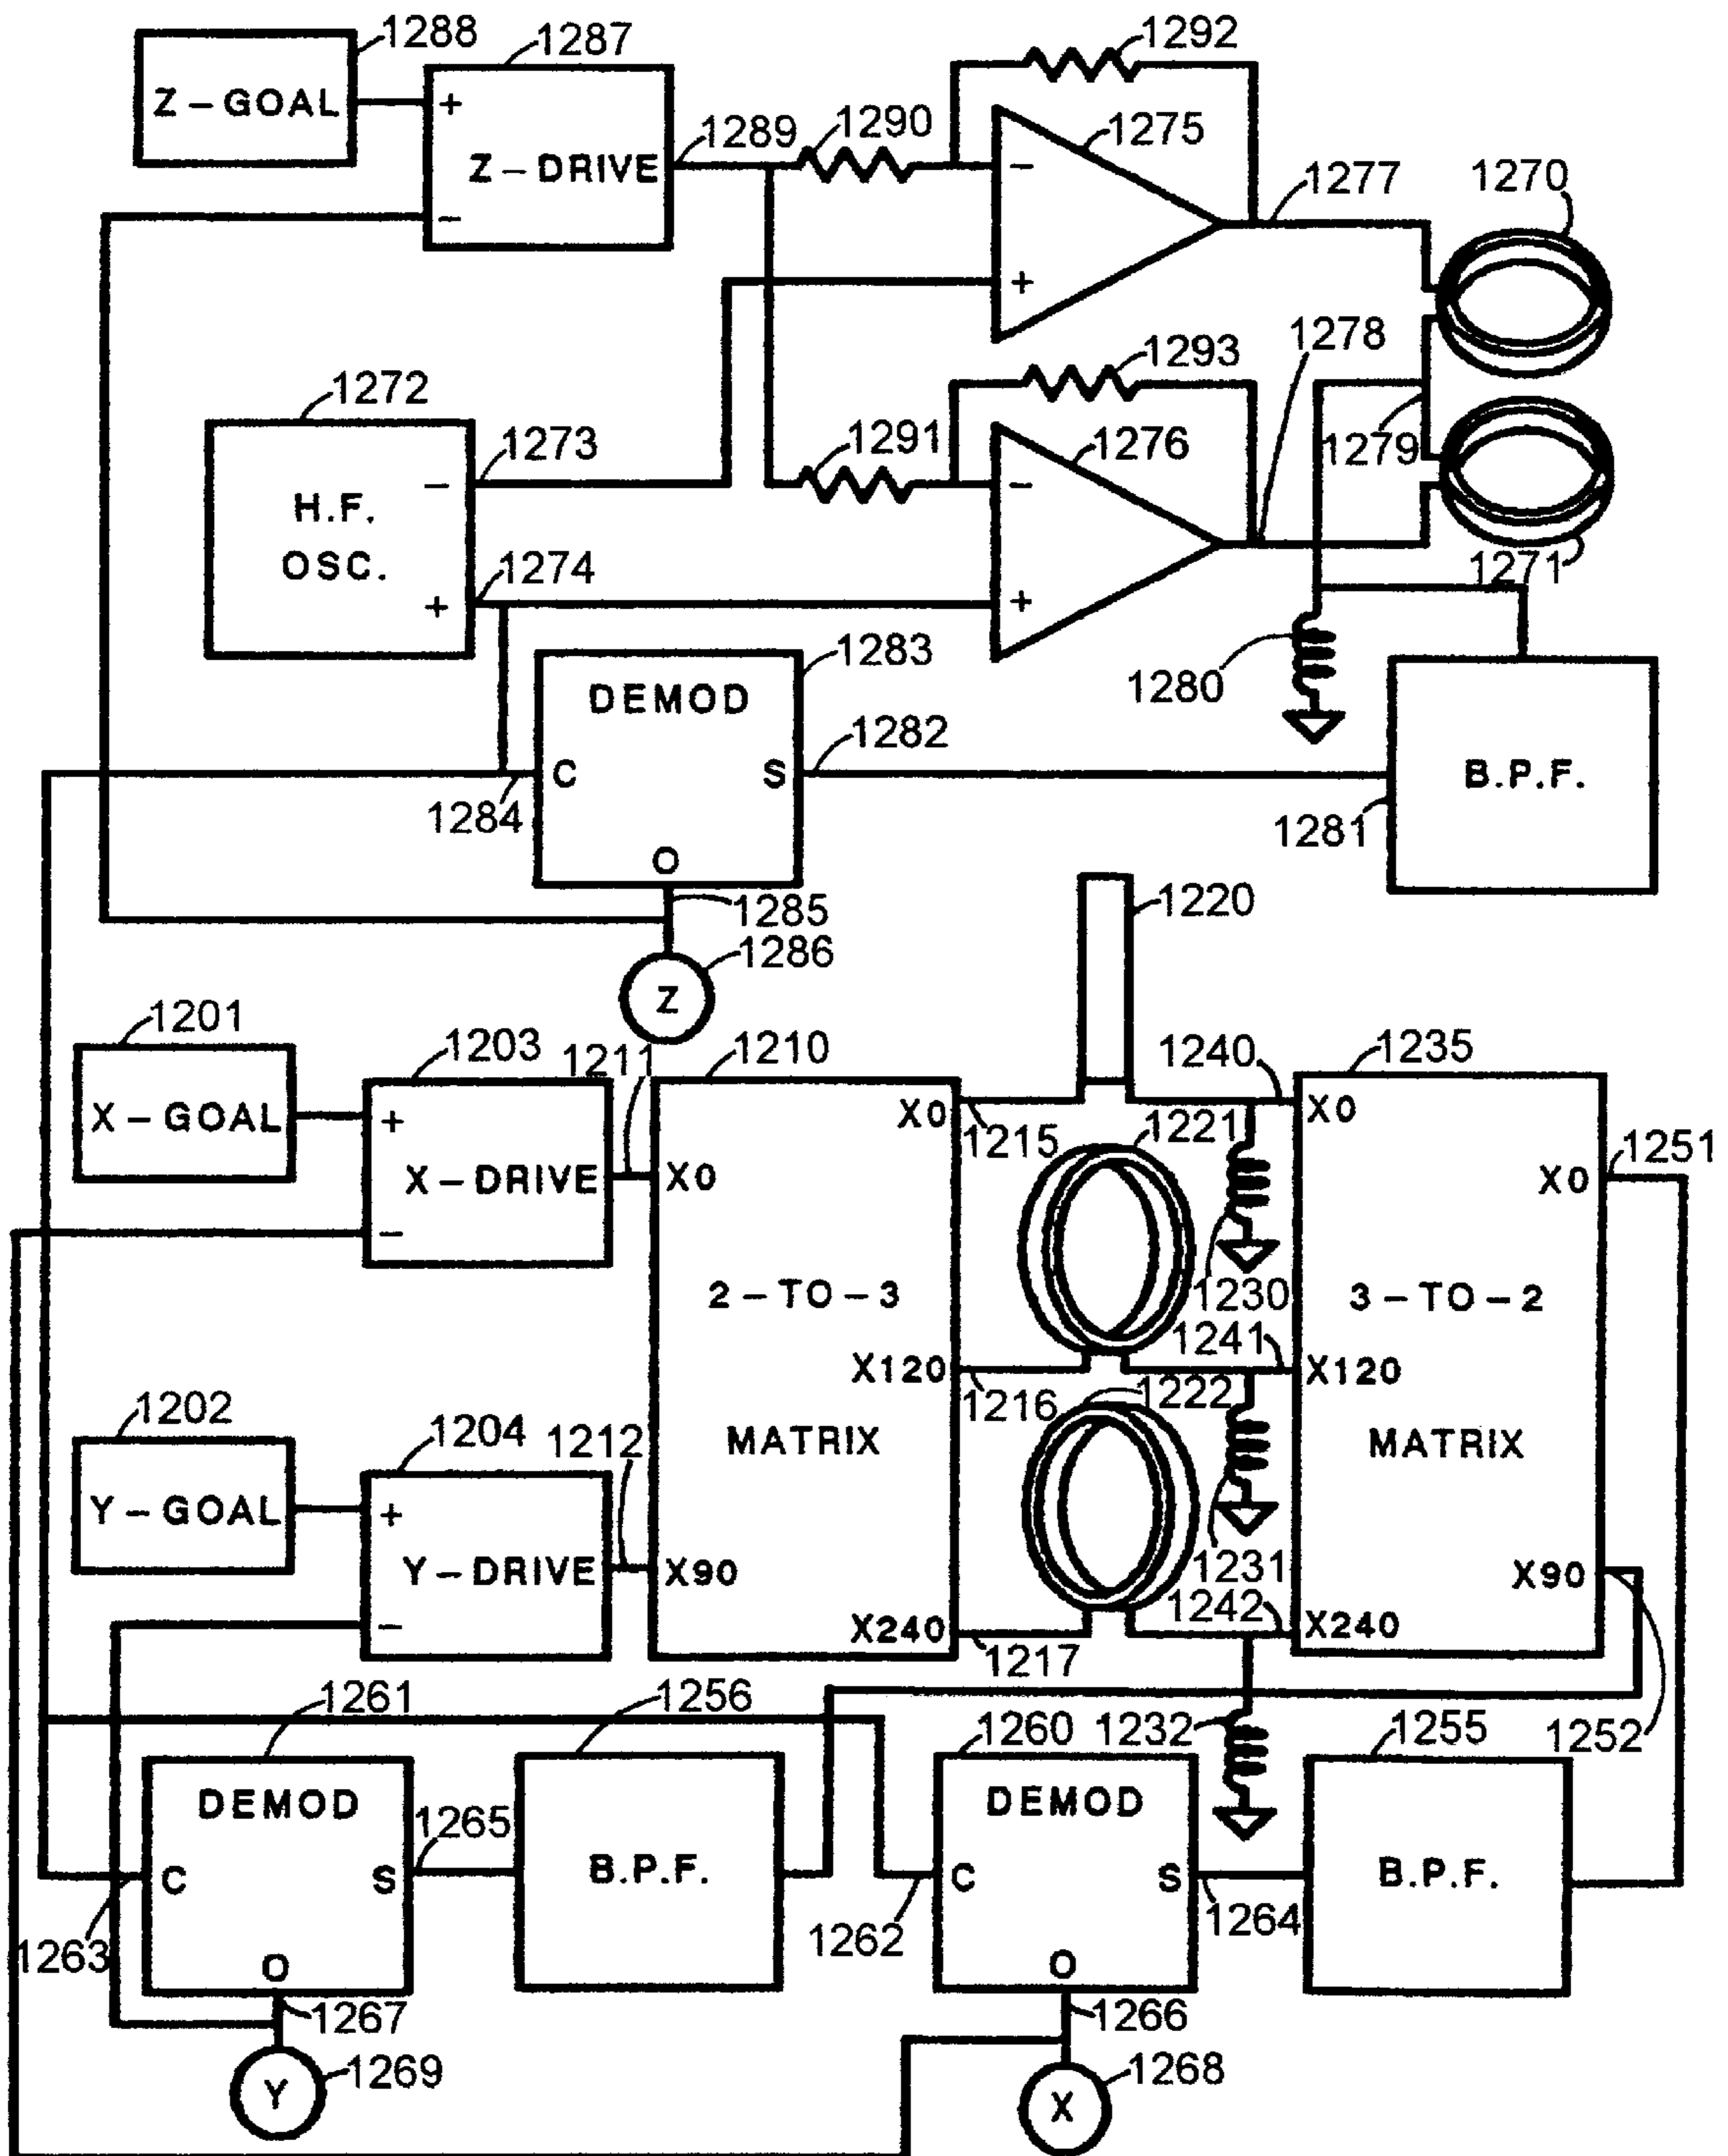 1288
1287
1292
Z-GOAL
+
Z-DRIVE
-
1289
1290
1275
-
+
1277
1270
1272
H.F.
OSC.
-
+
1273
1274
1293
1278
1291
1276
-
+
1279
1271
1283
DEMOD
C
S
O
1282
1284
1280
B.P.F.
1281
1285
1286
Z
1220
1201
1203
1211
1210
1240
1235
X-GOAL
+
X-DRIVE
-
X0
X0
1215
1221
X0
X0
1251
2-TO-3
MATRIX
1230
3-TO-2
MATRIX
X120
1216
1241
X120
1222
1202
1204
1212
Y-GOAL
+
Y-DRIVE
-
X90
1231
X90
X240
1217
1242
X240
1261
1256
1260
1232
1255
1252
DEMOD
C
S
O
1265
B.P.F.
DEMOD
C
S
O
1264
B.P.F.
1263
1262
1267
1266
1269
Y
1268
X